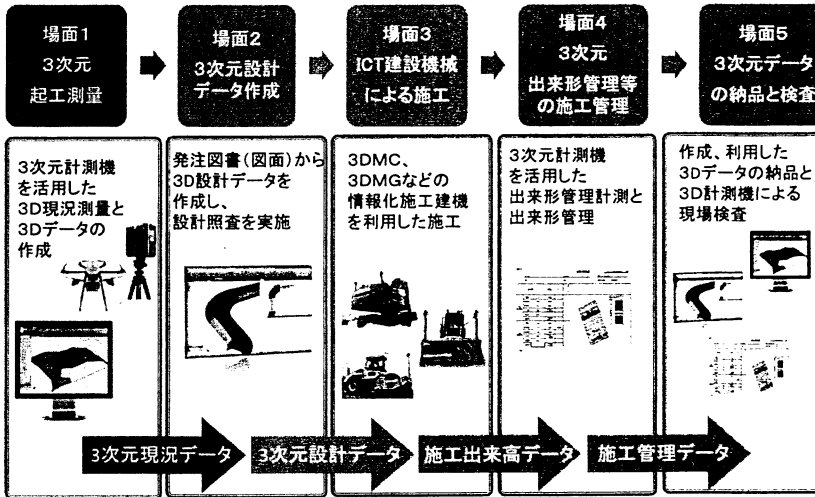 場面1
3次元
起工測量
場面2
3次元設計
データ作成
場面3
ICT建設機械
による施工
場面4
3次元
出来形管理等
の施工管理
場面5
3次元データ
の納品と検査
3次元計測機
を活用した
3D現況測量と
3Dデータの
作成
発注図書(図面)から
3D設計データを
作成し、
設計照査を実施
3DMC、
3DMGなどの
情報化施工建機
を利用した施工
3次元計測機
を活用した
出来形管理計測と
出来形管理
作成、利用した
3Dデータの納品と
3D計測機による
現場検査
3次元現況データ
3次元設計データ
施工出来高データ
施工管理データ